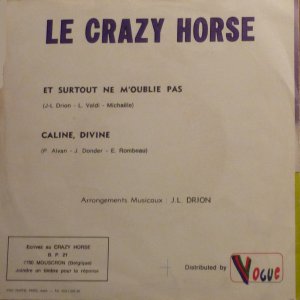 LE CRAZY HORSE
ET SURTOUT NE M'OUBLIE PAS
(J-L Drion - L. Valdi - Michaële)
CALINE, DIVINE
(P. Alvan - J. Donder - E. Rombeau)
Arrangements Musicaux : J.L. DRION
Ecrivez au CRAZY HORSE
B. P. 21
7700 MOUSCRON (Belgique)
Joindre un timbre pour la réponse
Distributed by
VOGUE